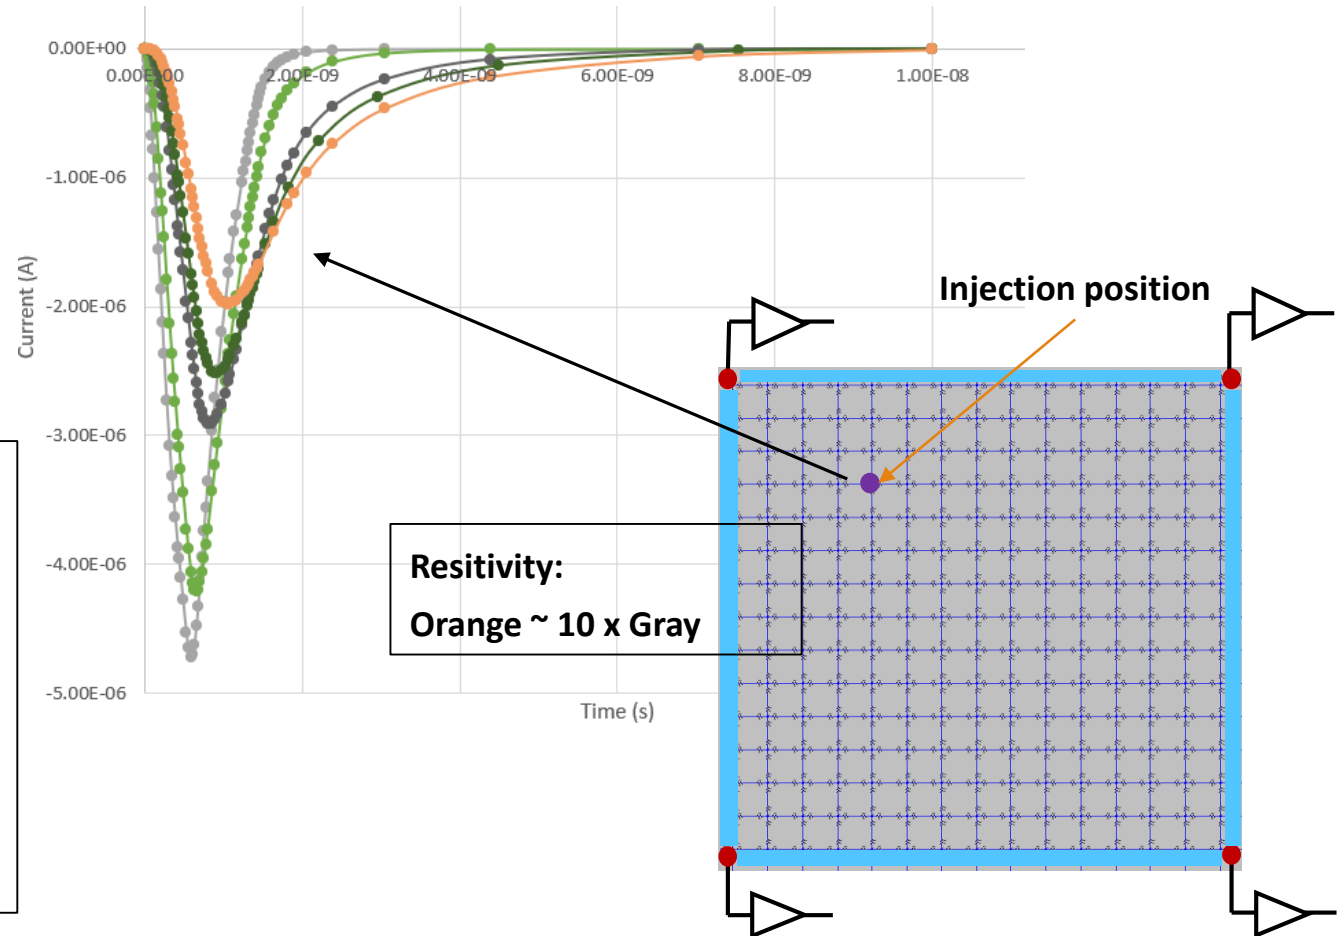 0.00E+00
0.00E+00 2.00E-09 4.00E-09 6.00E-09 8.00E-09 1.00E-08
-1.00E-06
-2.00E-06
-3.00E-06
-4.00E-06
-5.00E-06
Current (A)
Time (s)
Injection position
Resitivity:
Orange ~ 10 x Gray